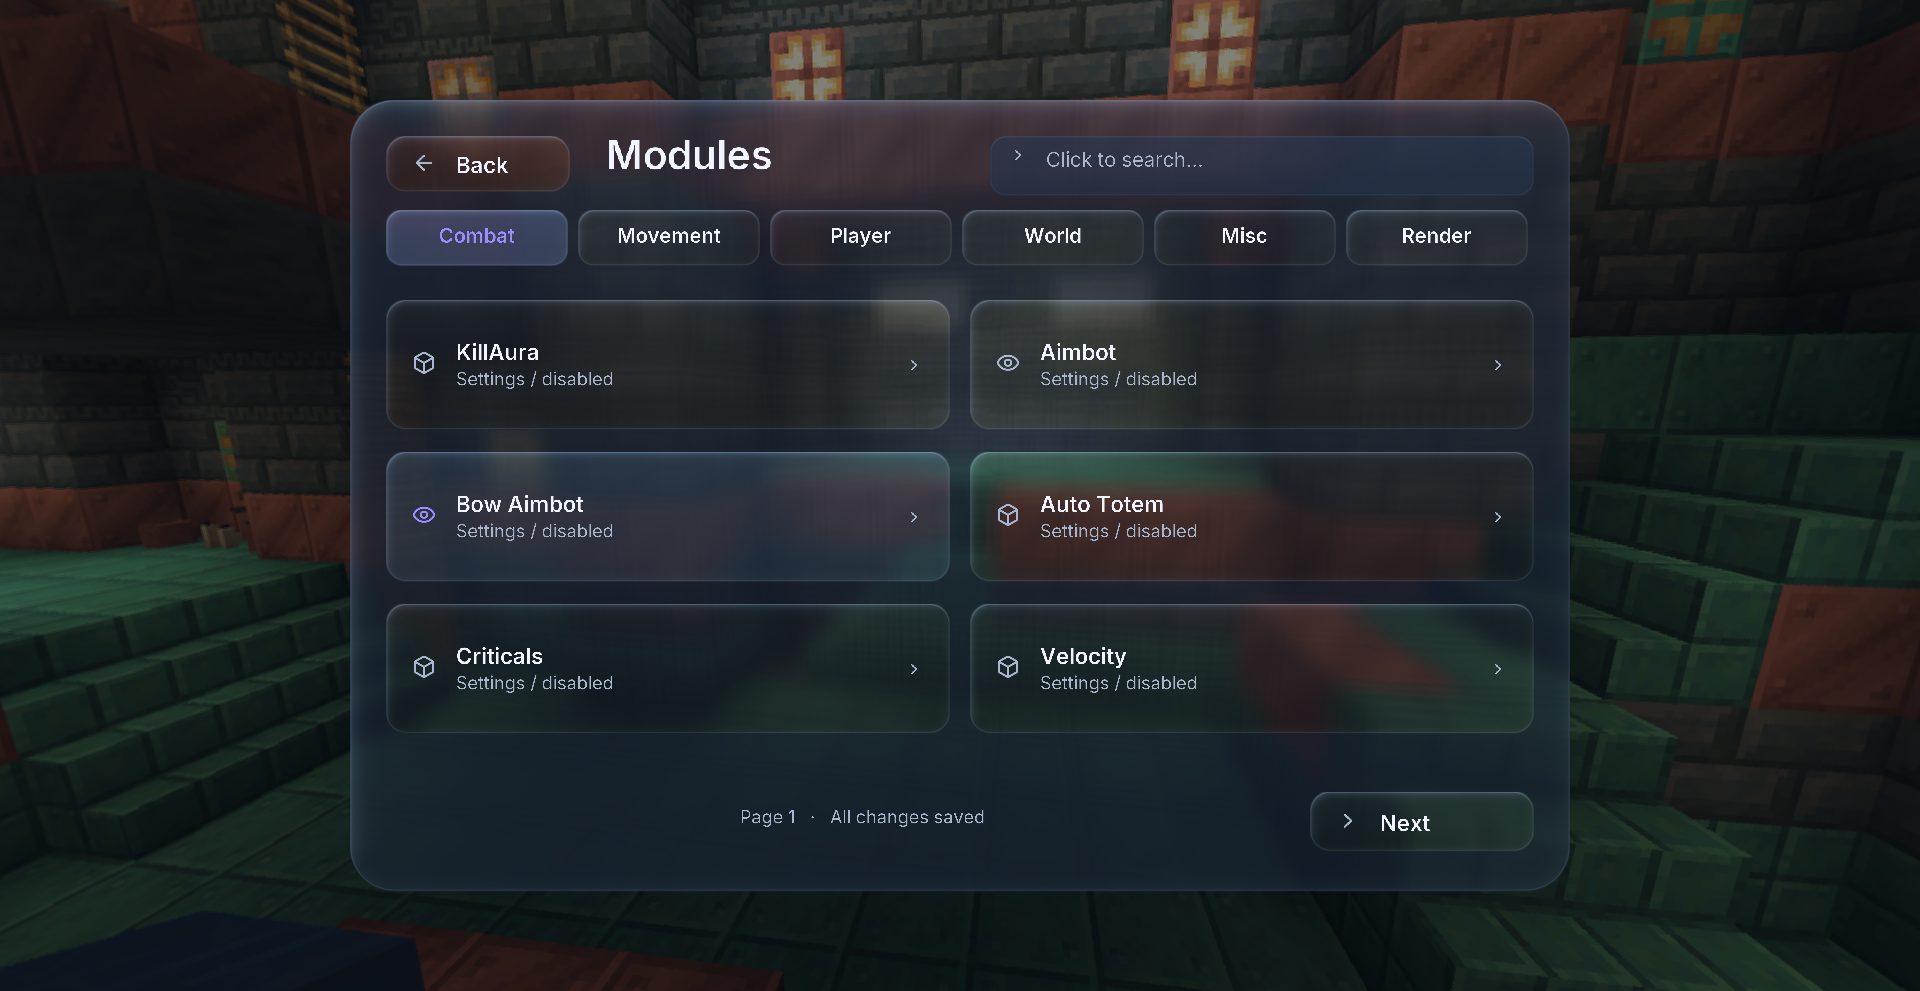 Back
Modules
Click to search...
Combat
Movement
Player
World
Misc
Render
KillAura
Settings / disabled
Aimbot
Settings / disabled
Bow Aimbot
Settings / disabled
Auto Totem
Settings / disabled
Criticals
Settings / disabled
Velocity
Settings / disabled
Page 1 · All changes saved
Next